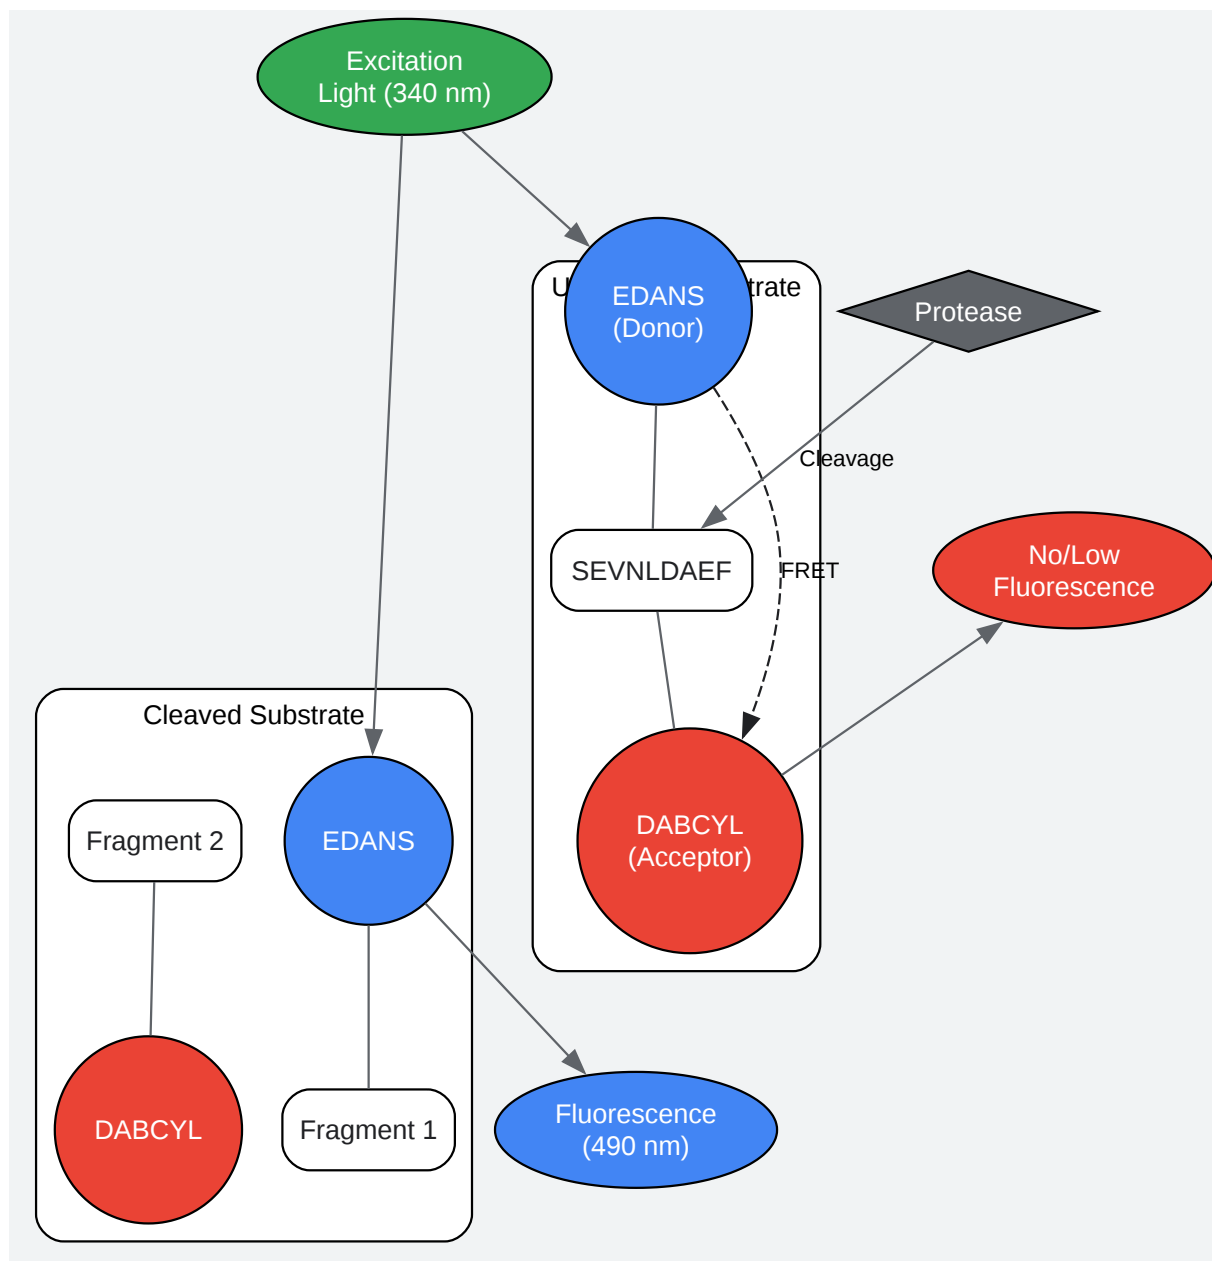 Excitation
Light (340 nm)
EDANS
(Donor)
Protease
Cleavage
SEVNLDAEF
FRET
No/Low
Fluorescence
Cleaved Substrate
Fragment 2
EDANS
DABCYL
(Acceptor)
DABCYL
Fragment 1
Fluorescence
(490 nm)